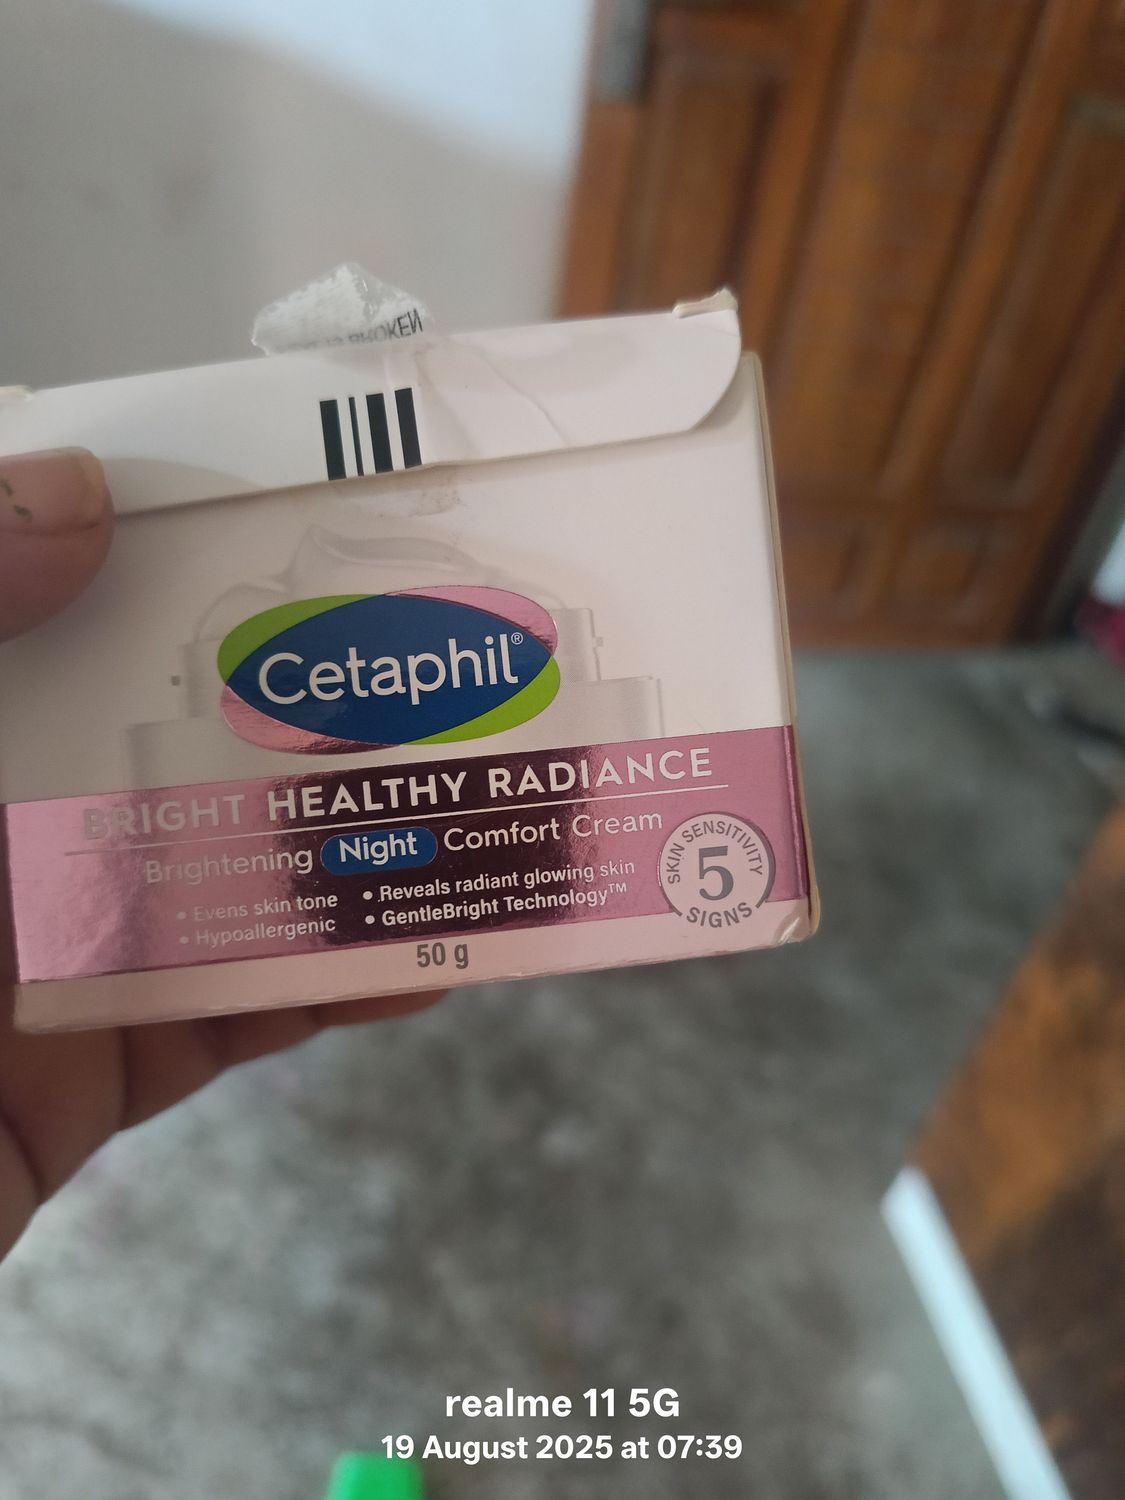 BROKEN
Cetaphil®
BRIGHT HEALTHY RADIANCE
Brightening Night Comfort Cream
• Evens skin tone
• Hypoallergenic
• Reveals radiant glowing skin
• GentleBright Technology™
SKIN SENSITIVITY
5
SIGNS
50 g
realme 11 5G
19 August 2025 at 07:39